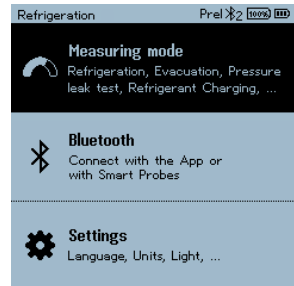 Refrigeration Prel 2 100%
Measuring mode
Refrigeration, Evacuation, Pressure
leak test, Refrigerant Charging, ...
Bluetooth
Connect with the App or
with Smart Probes
Settings
Language, Units, Light, ...